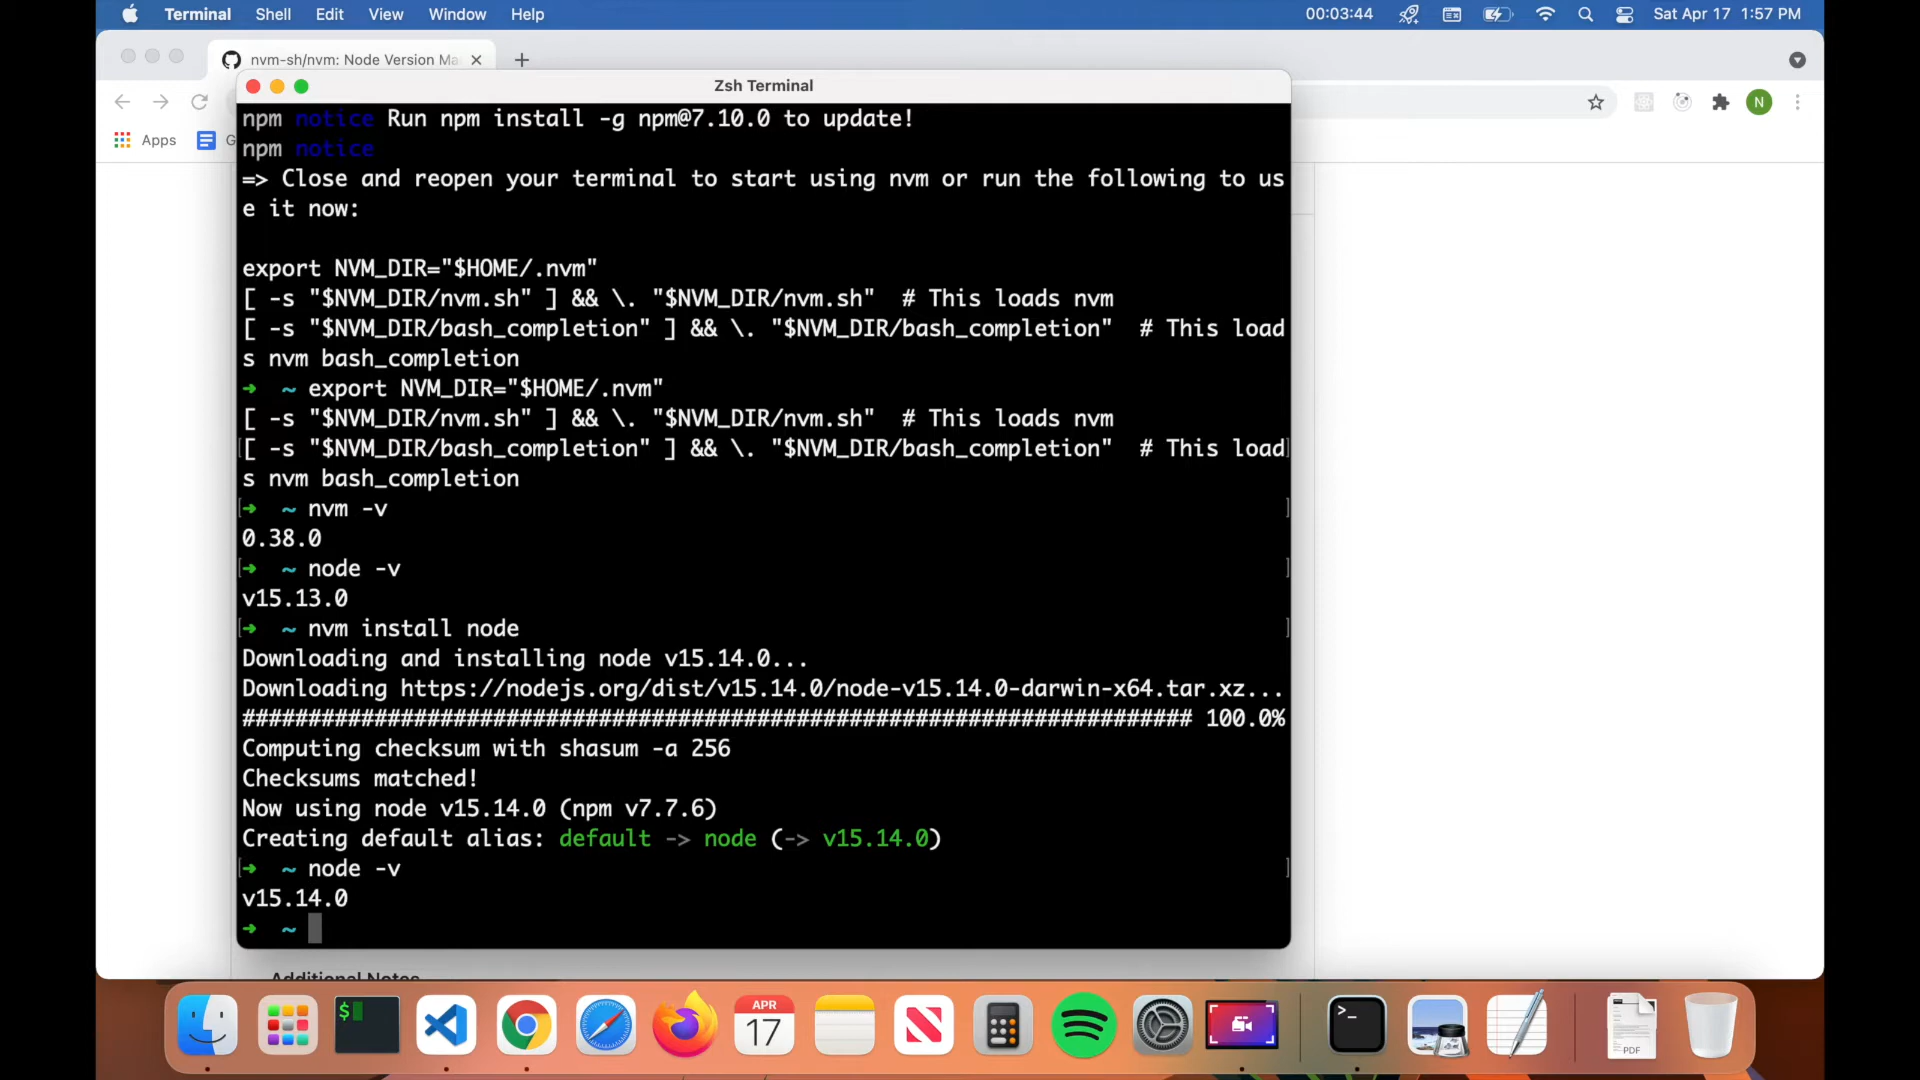 Terminal Shell Edit View Window Help 00:03:44 Sat Apr 17 1:57 PM
nvm-sh/nvm: Node Version Ma
Zsh Terminal
N
Apps G
npm notice Run npm install -g npm@7.10.0 to update!
npm notice
=> Close and reopen your terminal to start using nvm or run the following to us
e it now:
export NVM_DIR="$HOME/.nvm"
[ -s "$NVM_DIR/nvm.sh" ] && \. "$NVM_DIR/nvm.sh"  # This loads nvm
[ -s "$NVM_DIR/bash_completion" ] && \. "$NVM_DIR/bash_completion"  # This load
s nvm bash_completion
➜  ~ export NVM_DIR="$HOME/.nvm"
[ -s "$NVM_DIR/nvm.sh" ] && \. "$NVM_DIR/nvm.sh"  # This loads nvm
[ -s "$NVM_DIR/bash_completion" ] && \. "$NVM_DIR/bash_completion"  # This load
s nvm bash_completion
➜  ~ nvm -v
0.38.0
➜  ~ node -v
v15.13.0
➜  ~ nvm install node
Downloading and installing node v15.14.0...
Downloading https://nodejs.org/dist/v15.14.0/node-v15.14.0-darwin-x64.tar.xz...
######################################################################## 100.0%
Computing checksum with shasum -a 256
Checksums matched!
Now using node v15.14.0 (npm v7.7.6)
Creating default alias: default -> node (-> v15.14.0)
➜  ~ node -v
v15.14.0
➜  ~
Additional Notes
$
APR
17
>_
PDF